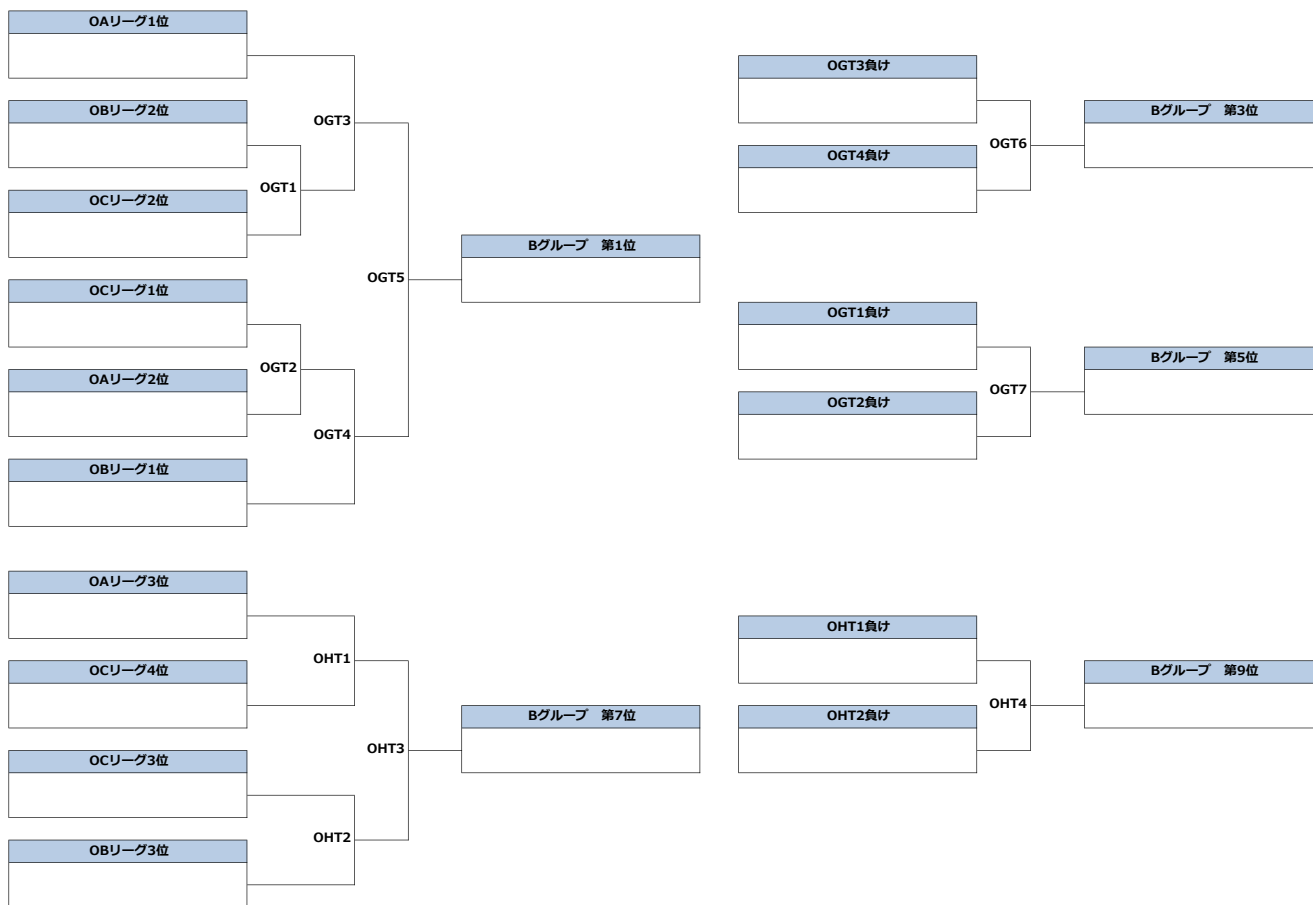 OAリーグ1位
OBリーグ2位
OGT3
OGT1
OCリーグ2位
Bグループ　第1位
OGT5
OCリーグ1位
OGT2
OAリーグ2位
OGT4
OBリーグ1位
OGT3負け
Bグループ　第3位
OGT6
OGT4負け
OGT1負け
Bグループ　第5位
OGT7
OGT2負け
OAリーグ3位
OHT1
OCリーグ4位
Bグループ　第7位
OHT3
OCリーグ3位
OHT2
OBリーグ3位
OHT1負け
Bグループ　第9位
OHT4
OHT2負け